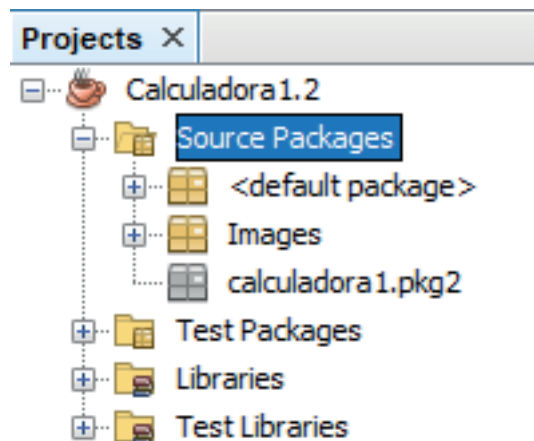 Projects ×
Calculadora1.2
Source Packages
<default package>
Images
calculadora1.pkg2
Test Packages
Libraries
Test Libraries